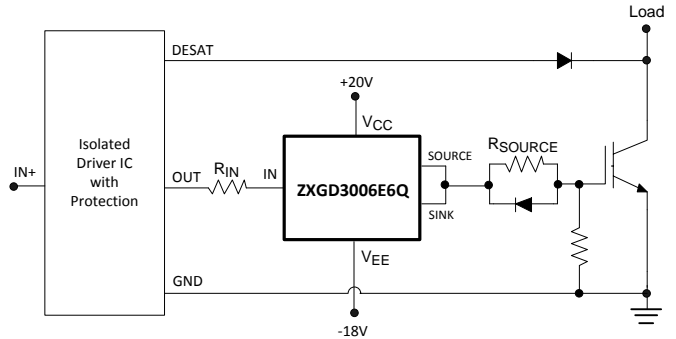 Load
DESAT
+20V
VCC
Isolated
Driver IC
with
Protection
IN+
OUT
RIN
IN
ZXGD3006E6Q
SOURCE
SINK
RSOURCE
VEE
GND
-18V